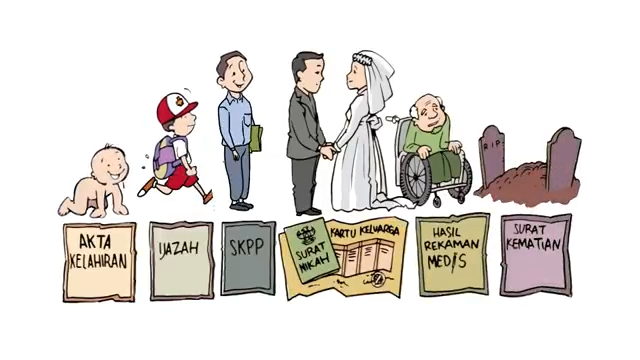 R.I.P
AKTA
KELAHIRAN
IJAZAH
SKPP
SURAT
NIKAH
KARTU KELUARGA
HASIL
REKAMAN
MEDIS
SURAT
KEMATIAN